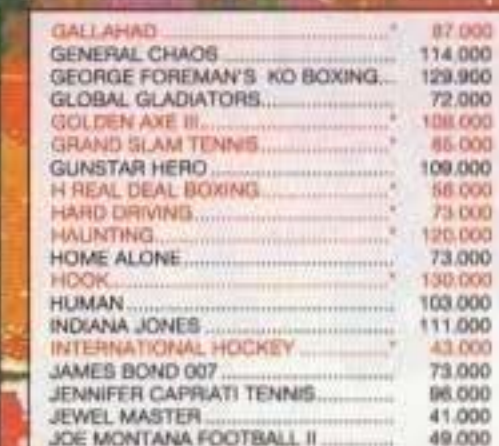 GALLAHAD * 87.000
GENERAL CHAOS 114.000
GEORGE FOREMAN'S KO BOXING... 129.900
GLOBAL GLADIATORS 72.000
GOLDEN AXE III * 108.000
GRAND SLAM TENNIS * 85.000
GUNSTAR HERO 109.000
H REAL DEAL BOXING * 56.000
HARD DRIVING * 73.000
HAUNTING * 120.000
HOME ALONE 73.000
HOOK * 130.000
HUMAN 103.000
INDIANA JONES 111.000
INTERNATIONAL HOCKEY * 43.000
JAMES BOND 007 73.000
JENNIFER CAPRIATI TENNIS 96.000
JEWEL MASTER 41.000
JOE MONTANA FOOTBALL II 49.000